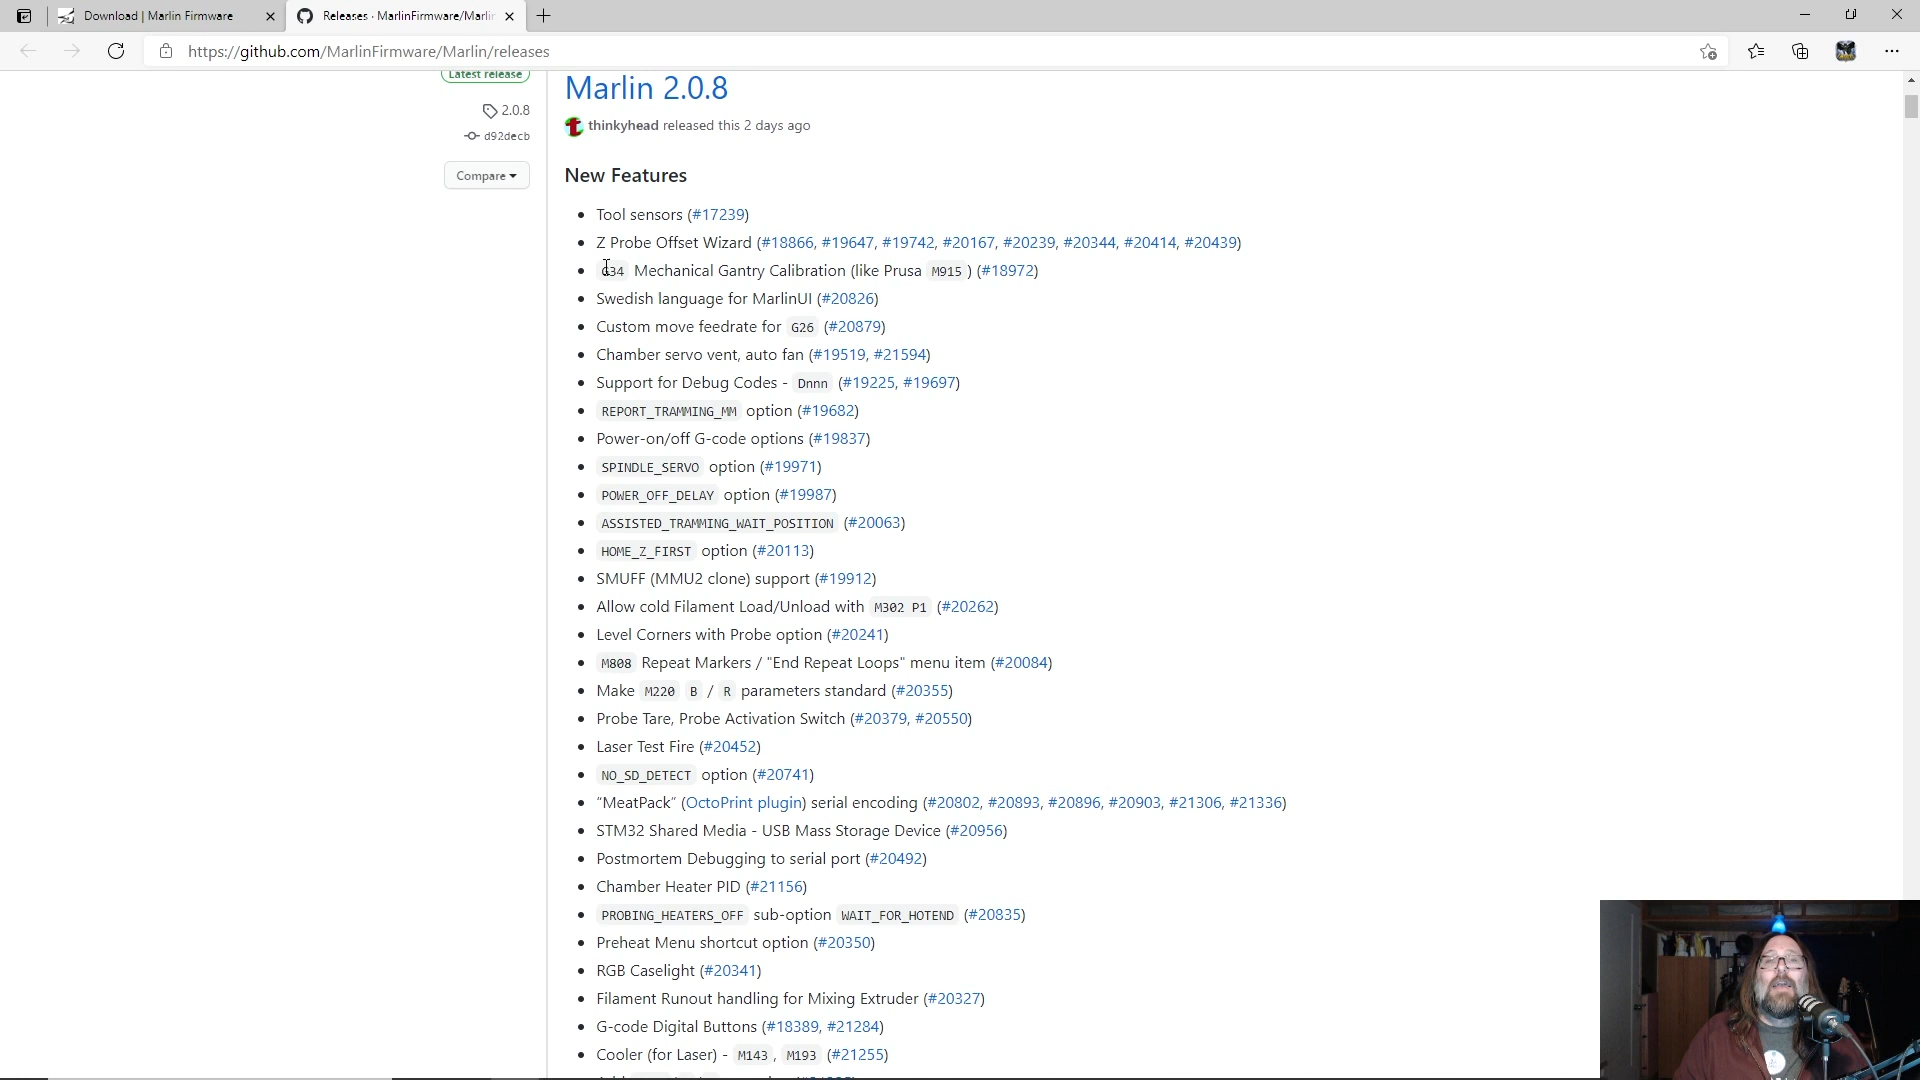 Download | Marlin Firmware
Releases · MarlinFirmware/Marlin
https://github.com/MarlinFirmware/Marlin/releases
Latest release
2.0.8
d92decb
Compare
Marlin 2.0.8
thinkyhead released this 2 days ago
New Features
Tool sensors (#17239)
Z Probe Offset Wizard (#18866, #19647, #19742, #20167, #20239, #20344, #20414, #20439)
G34 Mechanical Gantry Calibration (like Prusa M915 ) (#18972)
Swedish language for MarlinUI (#20826)
Custom move feedrate for G26 (#20879)
Chamber servo vent, auto fan (#19519, #21594)
Support for Debug Codes - Dnnn (#19225, #19697)
REPORT_TRAMMING_MM option (#19682)
Power-on/off G-code options (#19837)
SPINDLE_SERVO option (#19971)
POWER_OFF_DELAY option (#19987)
ASSISTED_TRAMMING_WAIT_POSITION (#20063)
HOME_Z_FIRST option (#20113)
SMUFF (MMU2 clone) support (#19912)
Allow cold Filament Load/Unload with M302 P1 (#20262)
Level Corners with Probe option (#20241)
M808 Repeat Markers / "End Repeat Loops" menu item (#20084)
Make M220 B / R parameters standard (#20355)
Probe Tare, Probe Activation Switch (#20379, #20550)
Laser Test Fire (#20452)
NO_SD_DETECT option (#20741)
"MeatPack" (OctoPrint plugin) serial encoding (#20802, #20893, #20896, #20903, #21306, #21336)
STM32 Shared Media - USB Mass Storage Device (#20956)
Postmortem Debugging to serial port (#20492)
Chamber Heater PID (#21156)
PROBING_HEATERS_OFF sub-option WAIT_FOR_HOTEND (#20835)
Preheat Menu shortcut option (#20350)
RGB Caselight (#20341)
Filament Runout handling for Mixing Extruder (#20327)
G-code Digital Buttons (#18389, #21284)
Cooler (for Laser) - M143 , M193 (#21255)